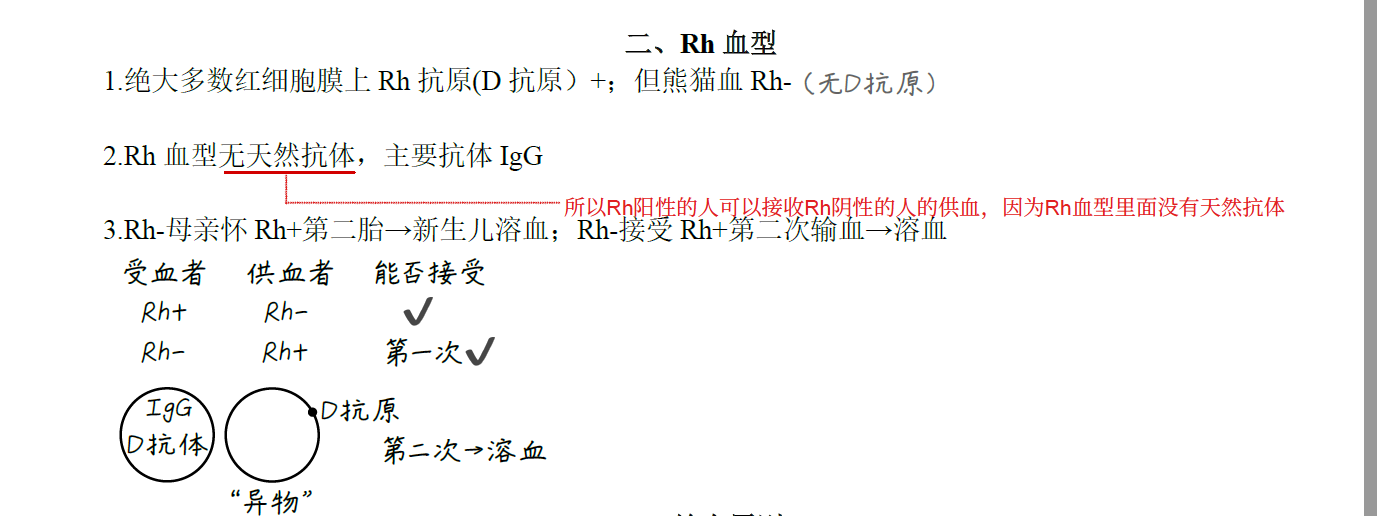 二、Rh 血型
1.绝大多数红细胞膜上 Rh 抗原(D 抗原）+；但熊猫血 Rh-（无D抗原）
2.Rh 血型无天然抗体，主要抗体 IgG
所以Rh阳性的人可以接收Rh阴性的人的供血，因为Rh血型里面没有天然抗体
3.Rh-母亲怀 Rh+第二胎→新生儿溶血；Rh-接受 Rh+第二次输血→溶血
受血者 供血者 能否接受
Rh+ Rh- ✔
Rh- Rh+ 第一次✔
IgG
D抗体
D抗原
第二次→溶血
“异物”